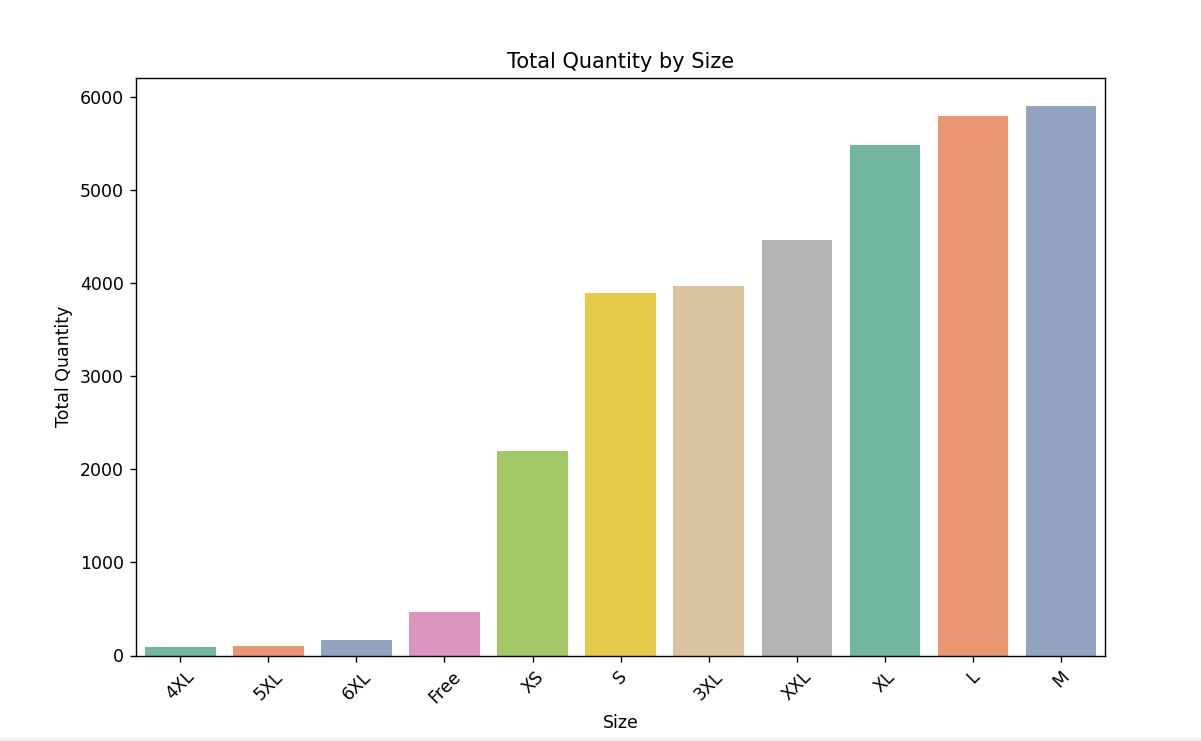 Total Quantity by Size
6000
5000
4000
3000
2000
1000
0
Total Quantity
4XL
5XL
6XL
Free
XS
S
3XL
XXL
XL
L
M
Size